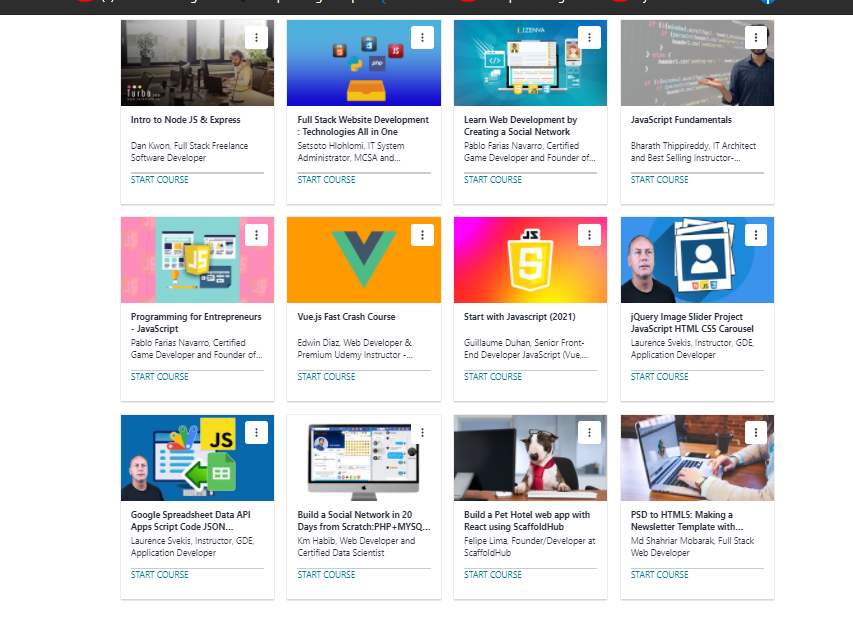 Turbo
Intro to Node JS & Express
Dan Kwon, Full Stack Freelance
Software Developer
START COURSE
JS
php
Full Stack Website Development
: Technologies All in One
Setsoto Hlohlomi, IT System
Administrator, MCSA and...
START COURSE
LIZENVA
</>
JS
Learn Web Development by
Creating a Social Network
Pablo Farias Navarro, Certified
Game Developer and Founder of...
START COURSE
JavaScript Fundamentals
Bharath Thippireddy, IT Architect
and Best Selling Instructor-...
START COURSE
JS
Programming for Entrepreneurs
- JavaScript
Pablo Farias Navarro, Certified
Game Developer and Founder of...
START COURSE
Vue.js Fast Crash Course
Edwin Diaz, Web Developer &
Premium Udemy Instructor -...
START COURSE
JS
Start with Javascript (2021)
Guillaume Duhan, Senior Front-
End Developer JavaScript (Vue,...
START COURSE
JS
jQuery Image Slider Project
JavaScript HTML CSS Carousel
Laurence Svekis, Instructor, GDE,
Application Developer
START COURSE
JS
Google Spreadsheet Data API
Apps Script Code JSON...
Laurence Svekis, Instructor, GDE,
Application Developer
START COURSE
Build a Social Network in 20
Days from Scratch:PHP+MYSQ...
Km Habib, Web Developer and
Certified Data Scientist
START COURSE
Build a Pet Hotel web app with
React using ScaffoldHub
Felipe Lima, Founder/Developer at
ScaffoldHub
START COURSE
PSD to HTML5: Making a
Newsletter Template with...
Md Shahriar Mobarak, Full Stack
Web Developer
START COURSE